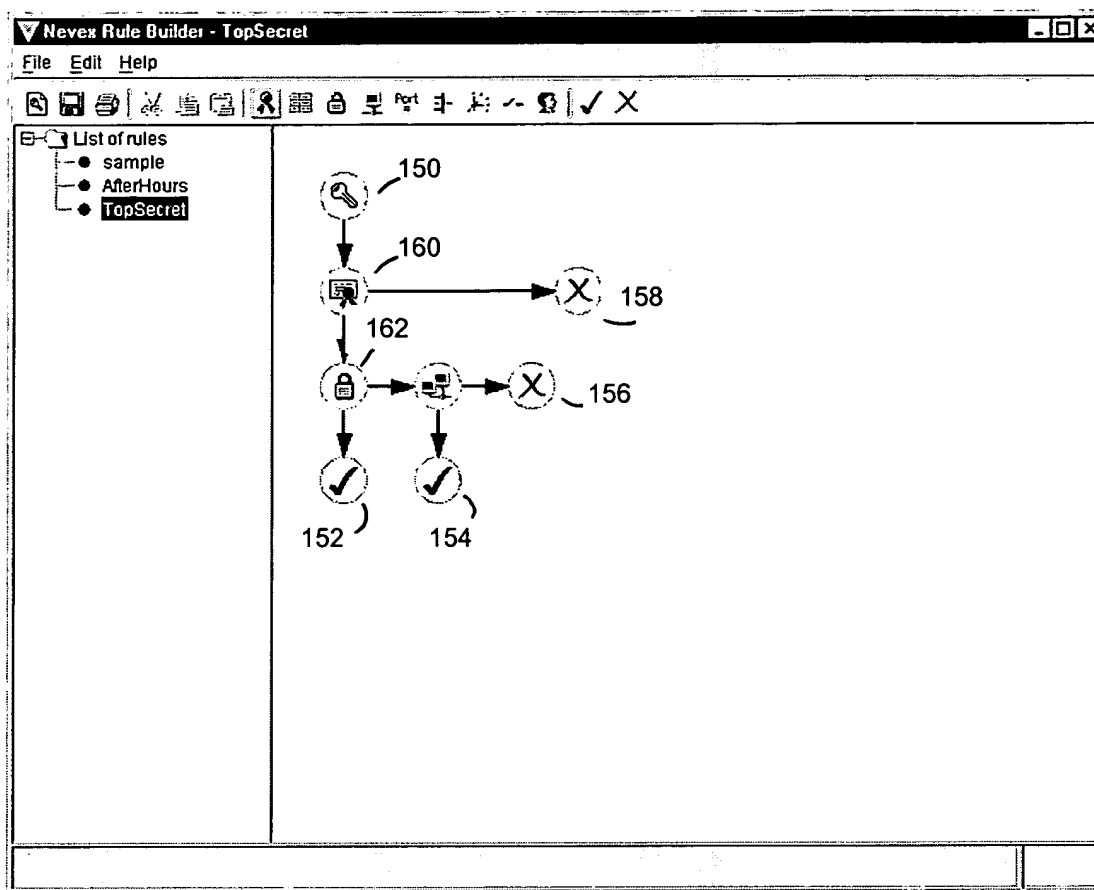 Nevex Rule Builder - TopSecret
File Edit Help
Port
List of rules
sample
AfterHours
TopSecret
150
160
158
162
156
152
154